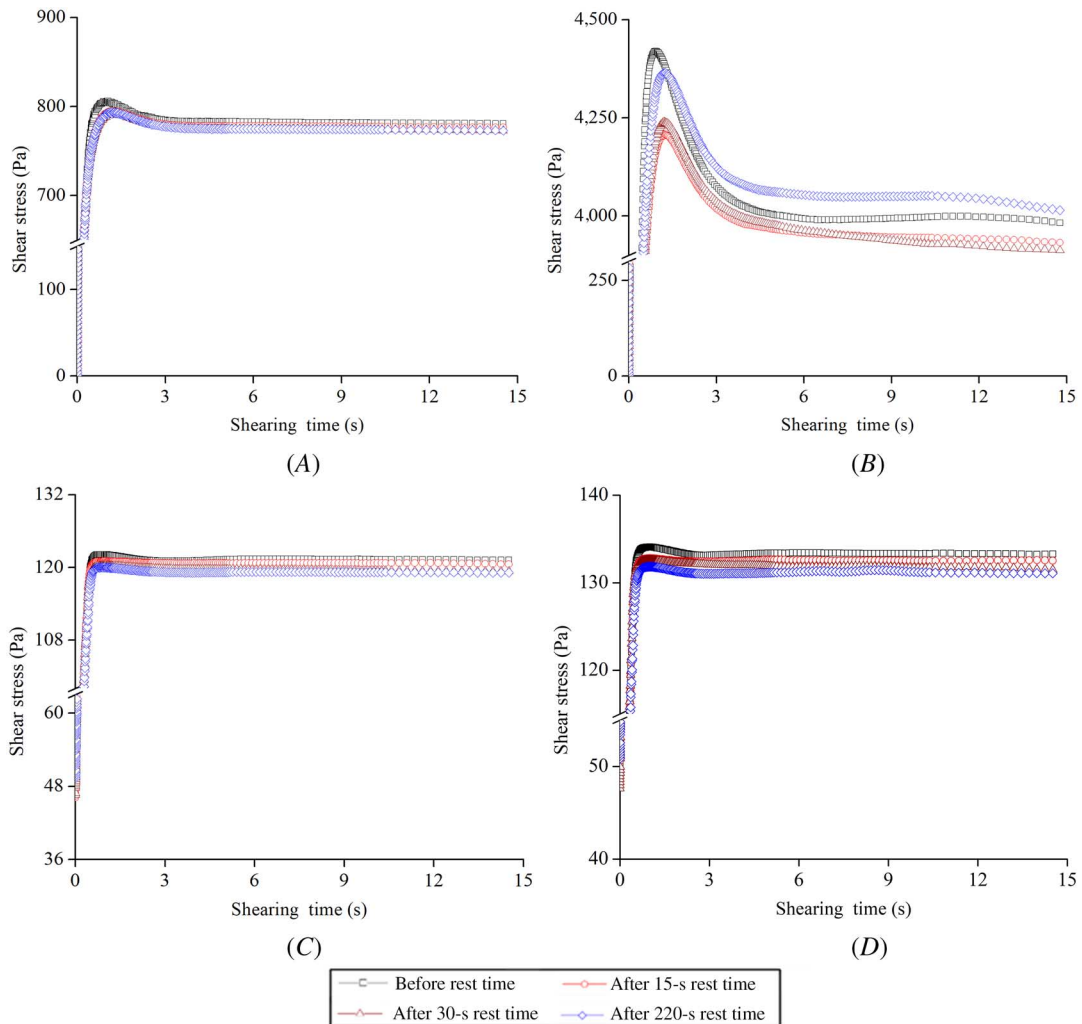 900
800
700
100
0
Shear stress (Pa)
0 3 6 9 12 15
Shearing time (s)
(A)
4,500
4,250
4,000
250
0
Shear stress (Pa)
0 3 6 9 12 15
Shearing time (s)
(B)
132
120
108
60
48
36
Shear stress (Pa)
0 3 6 9 12 15
Shearing time (s)
(C)
140
130
120
50
40
Shear stress (Pa)
0 3 6 9 12 15
Shearing time (s)
(D)
Before rest time After 15-s rest time
After 30-s rest time After 220-s rest time